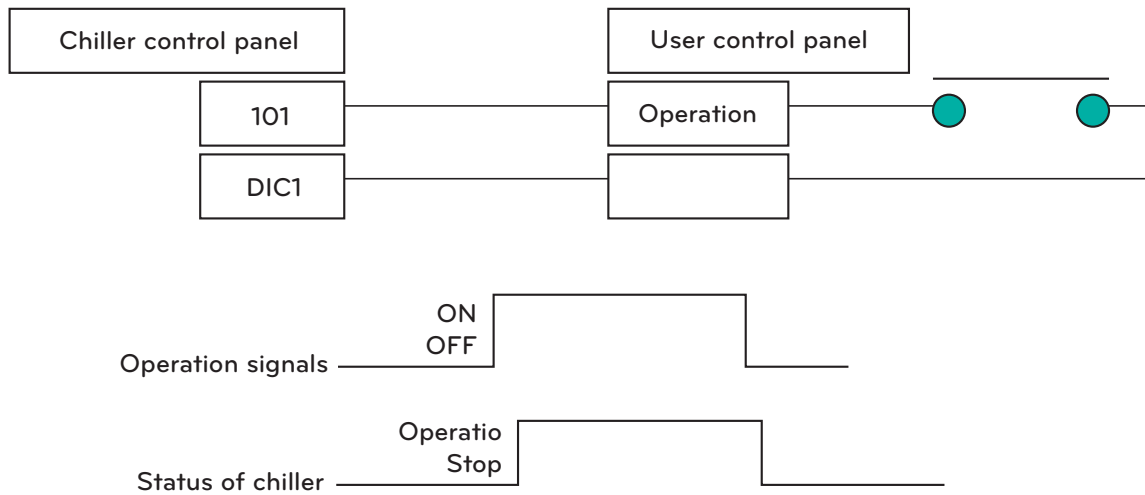 Chiller control panel
User control panel
101
Operation
DIC1
ON
OFF
Operation signals
Operatio
Stop
Status of chiller